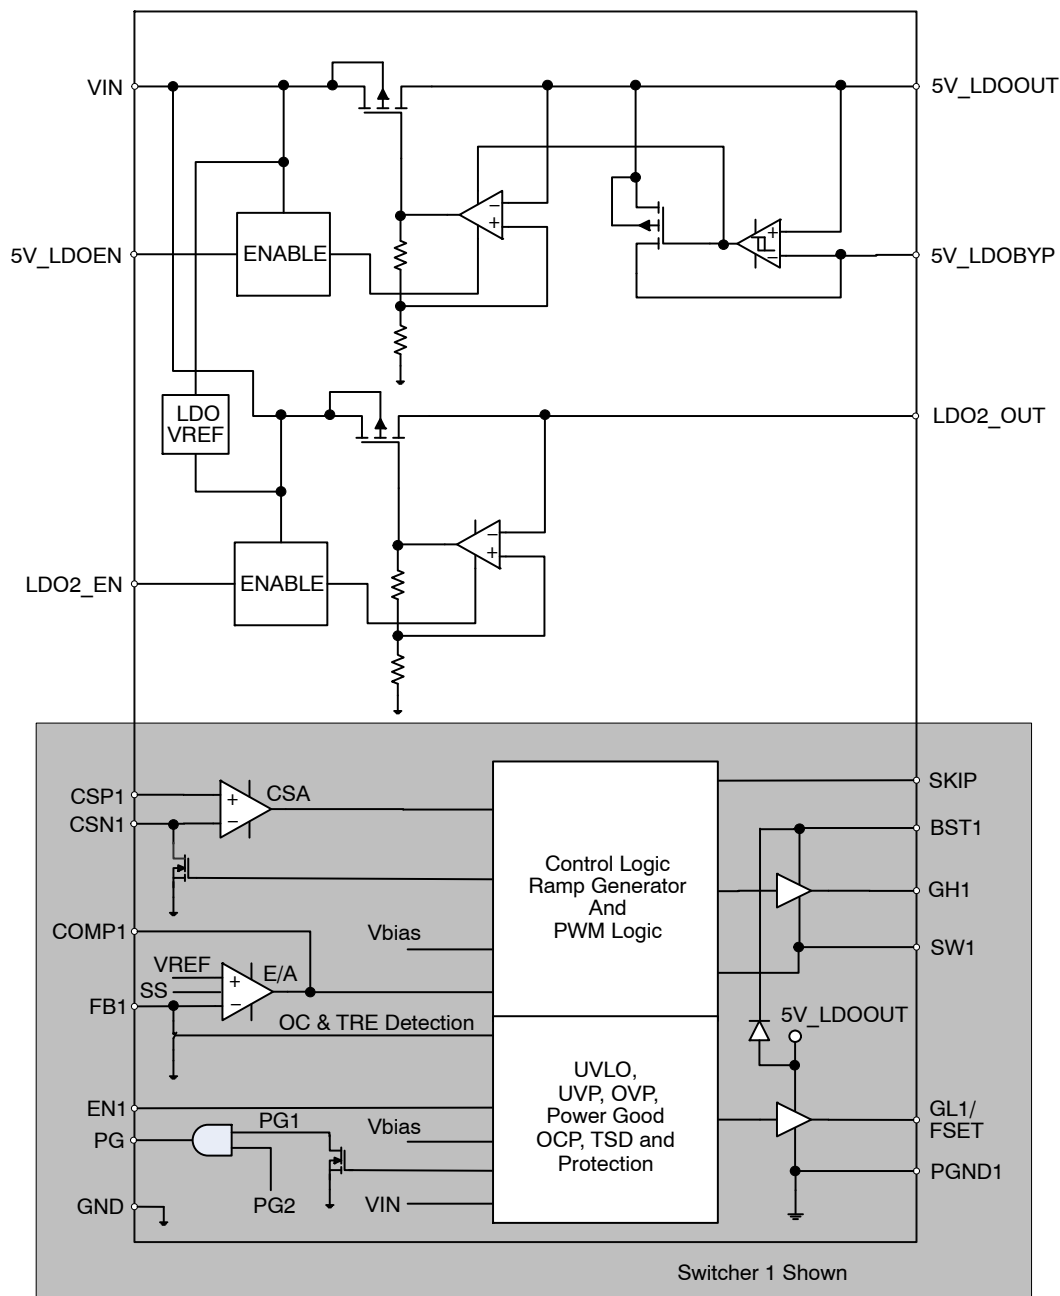 VIN
5V_LDOOUT
5V_LDOEN
ENABLE
−
+
+
−
5V_LDOBYP
LDO
VREF
LDO2_OUT
LDO2_EN
ENABLE
−
+
CSP1
CSN1
+
−
CSA
COMP1
VREF
SS
FB1
+
−
E/A
Vbias
OC & TRE Detection
Control Logic
Ramp Generator
And
PWM Logic
SKIP
BST1
GH1
SW1
5V_LDOOUT
EN1
PG
PG1
PG2
GND
Vbias
VIN
UVLO,
UVP, OVP,
Power Good
OCP, TSD and
Protection
GL1/
FSET
PGND1
Switcher 1 Shown